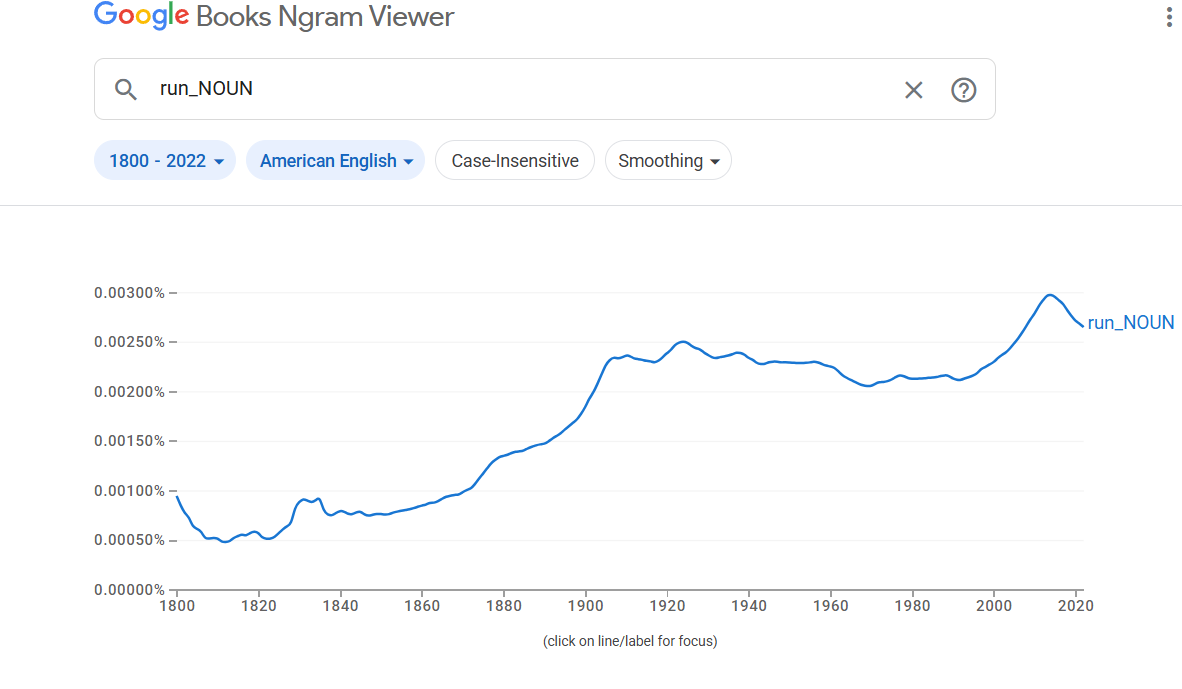 Google Books Ngram Viewer
run_NOUN
1800 - 2022 American English Case-Insensitive Smoothing
0.00300%
0.00250%
0.00200%
0.00150%
0.00100%
0.00050%
0.00000%
run_NOUN
1800 1820 1840 1860 1880 1900 1920 1940 1960 1980 2000 2020
(click on line/label for focus)